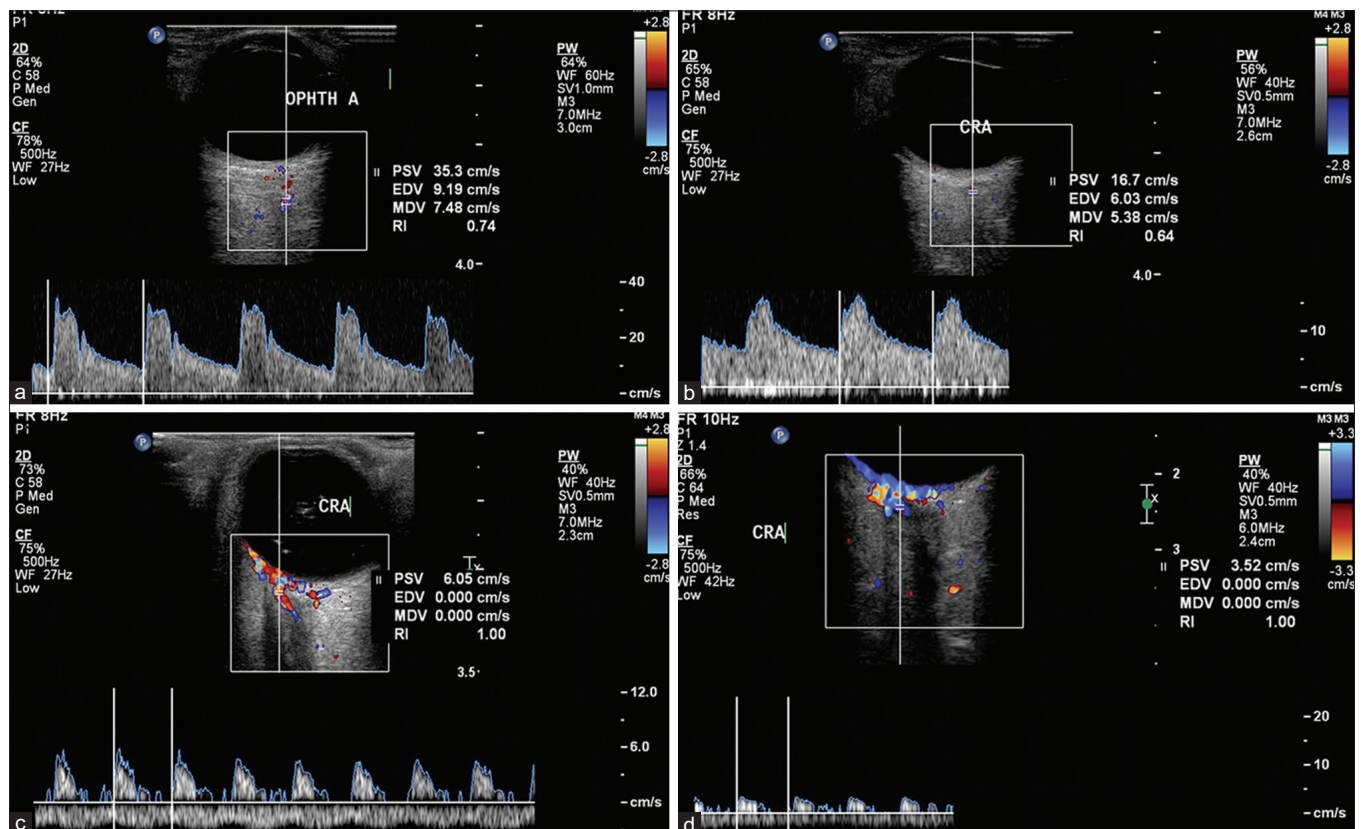 FR 8Hz
P1
2D
64%
C 58
P Med
Gen
CF
78%
500Hz
WF 27Hz
Low
P
OPHTH A
PW
64%
WF 60Hz
SV1.0mm
M3
7.0MHz
3.0cm
M4 M3
+2.8
-2.8
cm/s
PSV 35.3 cm/s
EDV 9.19 cm/s
MDV 7.48 cm/s
RI 0.74
4.0
40
20
cm/s
a
FR 8Hz
P1
2D
65%
C 58
P Med
Gen
CF
75%
500Hz
WF 27Hz
Low
P
CRA
PW
56%
WF 40Hz
SV0.5mm
M3
7.0MHz
2.6cm
M4 M3
+2.8
-2.8
cm/s
PSV 16.7 cm/s
EDV 6.03 cm/s
MDV 5.38 cm/s
RI 0.64
4.0
10
cm/s
b
FR 8Hz
P1
2D
73%
C 58
P Med
Gen
CF
75%
500Hz
WF 27Hz
Low
P
CRA
PW
40%
WF 40Hz
SV0.5mm
M3
7.0MHz
2.3cm
M4 M3
+2.8
-2.8
cm/s
x
PSV 6.05 cm/s
EDV 0.000 cm/s
MDV 0.000 cm/s
RI 1.00
3.5
12.0
6.0
cm/s
c
FR 10Hz
P1
Z 1.4
2D
66%
C 64
P Med
Res
CF
75%
500Hz
WF 42Hz
Low
P
CRA
PW
40%
WF 40Hz
SV0.5mm
M3
6.0MHz
2.4cm
M3 M3
+3.3
-3.3
cm/s
2
x
3
PSV 3.52 cm/s
EDV 0.000 cm/s
MDV 0.000 cm/s
RI 1.00
20
10
cm/s
d